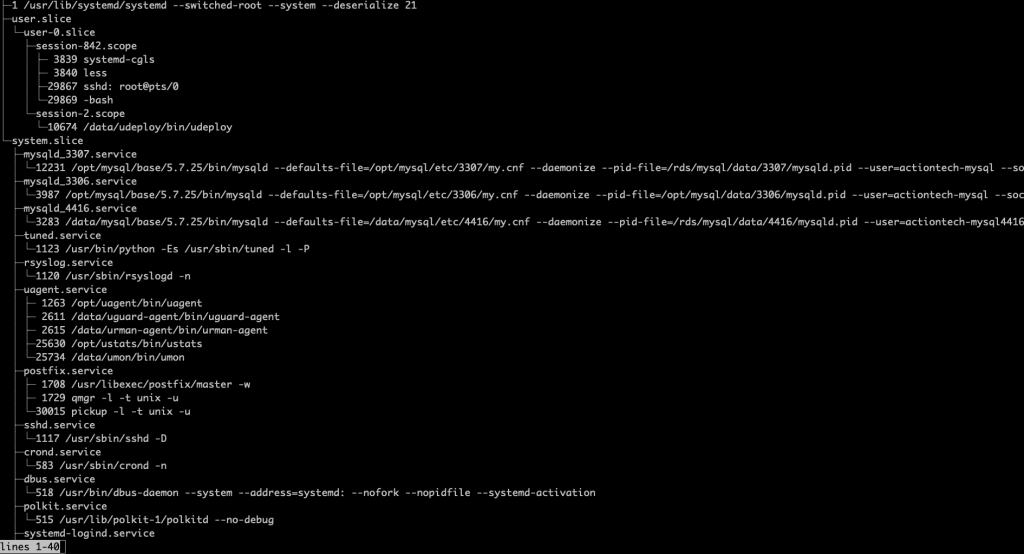 ├─1 /usr/lib/systemd/systemd --switched-root --system --deserialize 21
├─user.slice
│ └─user-0.slice
│   ├─session-842.scope
│   │ ├─ 3839 systemd-cgls
│   │ ├─ 3840 less
│   │ ├─29867 sshd: root@pts/0
│   │ └─29869 -bash
│   └─session-2.scope
│     └─10674 /data/udeploy/bin/udeploy
└─system.slice
  ├─mysqld_3307.service
  │ └─12231 /opt/mysql/base/5.7.25/bin/mysqld --defaults-file=/opt/mysql/etc/3307/my.cnf --daemonize --pid-file=/rds/mysql/data/3307/mysqld.pid --user=actiontech-mysql --so
  ├─mysqld_3306.service
  │ └─3987 /opt/mysql/base/5.7.25/bin/mysqld --defaults-file=/opt/mysql/etc/3306/my.cnf --daemonize --pid-file=/opt/mysql/data/3306/mysqld.pid --user=actiontech-mysql --soc
  ├─mysqld_4416.service
  │ └─3283 /data/mysql/base/5.7.25/bin/mysqld --defaults-file=/data/mysql/etc/4416/my.cnf --daemonize --pid-file=/rds/mysql/data/4416/mysqld.pid --user=actiontech-mysql4416
  ├─tuned.service
  │ └─1123 /usr/bin/python -Es /usr/sbin/tuned -l -P
  ├─rsyslog.service
  │ └─1120 /usr/sbin/rsyslogd -n
  ├─uagent.service
  │ ├─ 1263 /opt/uagent/bin/uagent
  │ ├─ 2611 /data/uguard-agent/bin/uguard-agent
  │ ├─ 2615 /data/urman-agent/bin/urman-agent
  │ ├─25630 /opt/ustats/bin/ustats
  │ └─25734 /data/umon/bin/umon
  ├─postfix.service
  │ ├─ 1708 /usr/libexec/postfix/master -w
  │ ├─ 1729 qmgr -l -t unix -u
  │ └─30015 pickup -l -t unix -u
  ├─sshd.service
  │ └─1117 /usr/sbin/sshd -D
  ├─crond.service
  │ └─583 /usr/sbin/crond -n
  ├─dbus.service
  │ └─518 /usr/bin/dbus-daemon --system --address=systemd: --nofork --nopidfile --systemd-activation
  ├─polkit.service
  │ └─515 /usr/lib/polkit-1/polkitd --no-debug
  ├─systemd-logind.service
lines 1-40